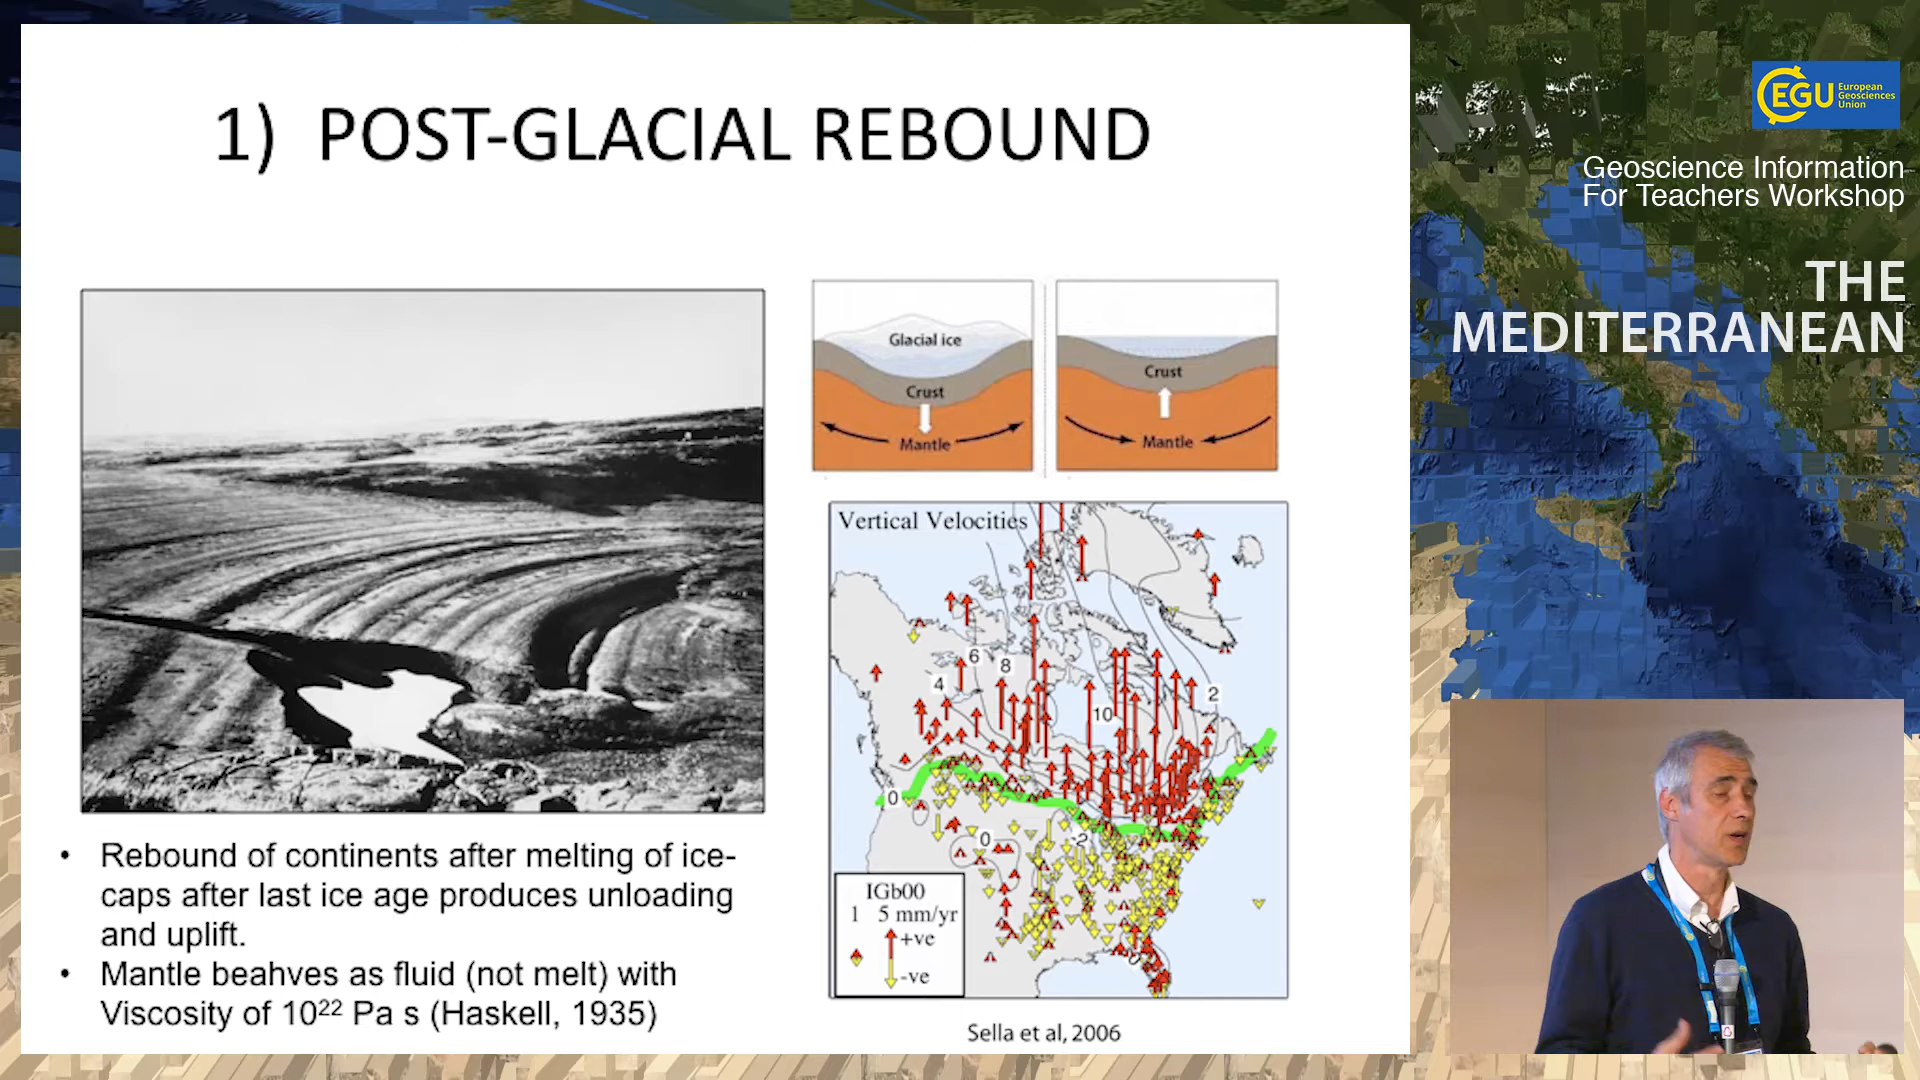 1) POST-GLACIAL REBOUND
Glacial ice
Crust
Mantle
Crust
Mantle
Vertical Velocities
6
8
4
10
2
0
0
-2
0
IGb00
1 5 mm/yr
+ve
-ve
Sella et al, 2006
• Rebound of continents after melting of ice-
caps after last ice age produces unloading
and uplift.
• Mantle beahves as fluid (not melt) with
Viscosity of 10²² Pa s (Haskell, 1935)
EGU
European
Geosciences
Union
Geoscience Information
For Teachers Workshop
THE
MEDITERRANEAN